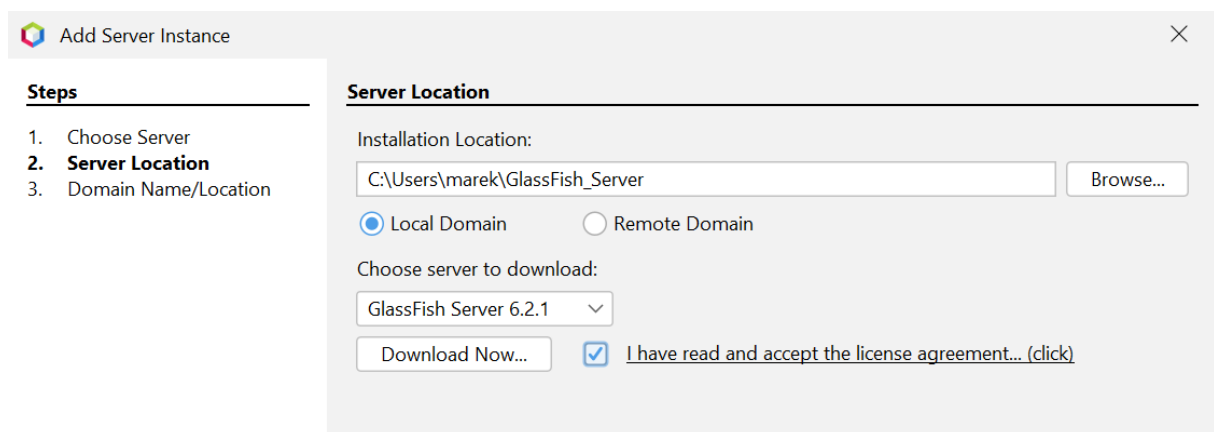 Add Server Instance
Steps
1. Choose Server
2. Server Location
3. Domain Name/Location
Server Location
Installation Location:
C:\Users\marek\GlassFish_Server
Browse...
Local Domain
Remote Domain
Choose server to download:
GlassFish Server 6.2.1
Download Now...
I have read and accept the license agreement... (click)